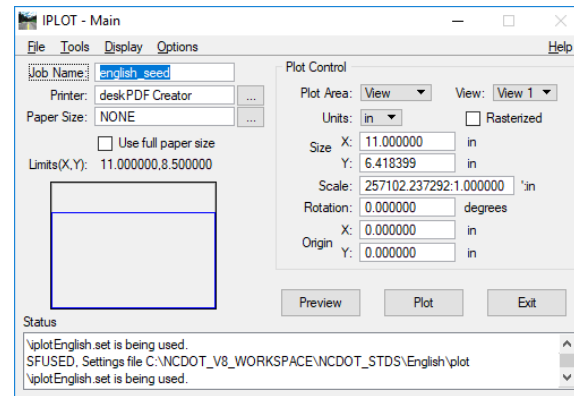 IPLOT - Main
File Tools Display Options Help
Job Name: english_seed
Printer: deskPDF Creator ...
Paper Size: NONE ...
Use full paper size
Limits(X,Y): 11.000000,8.500000
Plot Control
Plot Area: View View: View 1
Units: in Rasterized
Size X: 11.000000 in
Y: 6.418399 in
Scale: 257102.237292:1.000000 ':in
Rotation: 0.000000 degrees
Origin X: 0.000000 in
Y: 0.000000 in
Preview Plot Exit
Status
\iplotEnglish.set is being used.
SFUSED, Settings file C:\NCDOT_V8_WORKSPACE\NCDOT_STDS\English\plot
\iplotEnglish.set is being used.